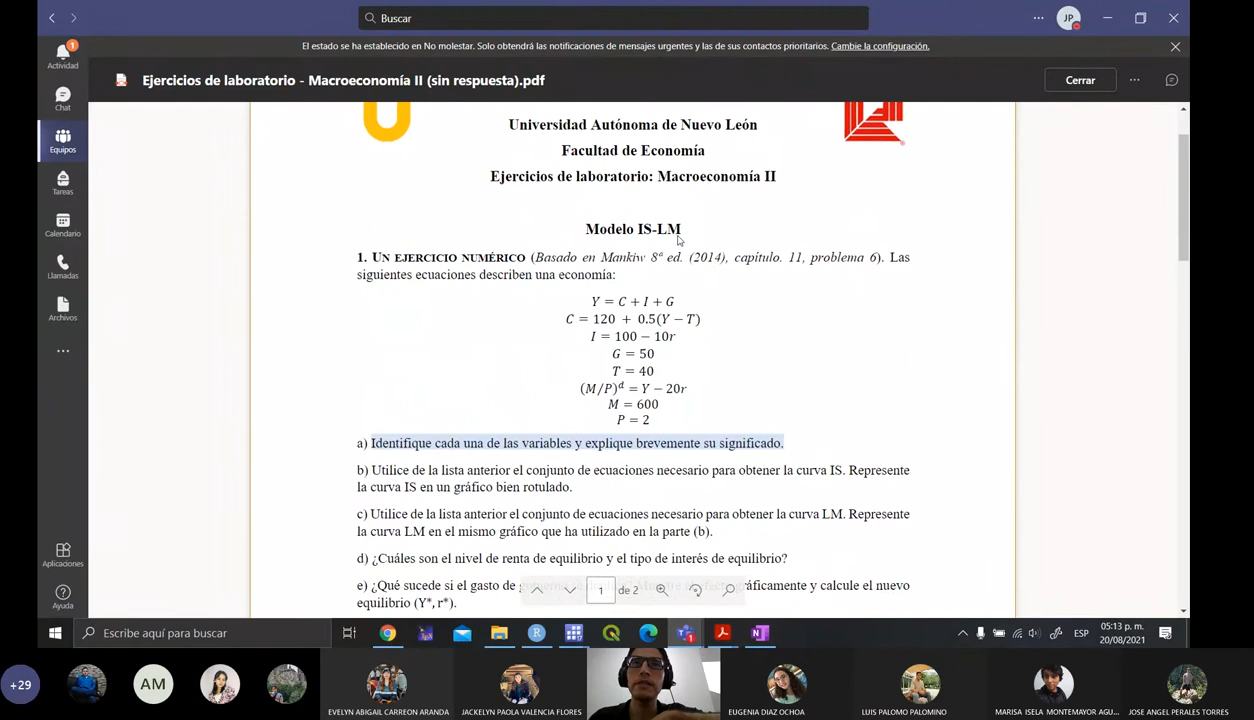 Buscar
JP
El estado se ha establecido en No molestar. Solo obtendrá las notificaciones de mensajes urgentes y las de sus contactos prioritarios. Cambie la configuración.
1
Actividad
Chat
Equipos
Tareas
Calendario
Llamadas
Archivos
Aplicaciones
Ayuda
Ejercicios de laboratorio - Macroeconomía II (sin respuesta).pdf
Cerrar
Universidad Autónoma de Nuevo León
Facultad de Economía
Ejercicios de laboratorio: Macroeconomía II
Modelo IS-LM
1. UN EJERCICIO NUMÉRICO (Basado en Mankiw 8ª ed. (2014), capítulo. 11, problema 6). Las
siguientes ecuaciones describen una economía:
Y = C + I + G
C = 120 + 0.5(Y − T)
I = 100 − 10r
G = 50
T = 40
(M/P)^d = Y − 20r
M = 600
P = 2
a) Identifique cada una de las variables y explique brevemente su significado.
b) Utilice de la lista anterior el conjunto de ecuaciones necesario para obtener la curva IS. Represente
la curva IS en un gráfico bien rotulado.
c) Utilice de la lista anterior el conjunto de ecuaciones necesario para obtener la curva LM. Represente
la curva LM en el mismo gráfico que ha utilizado en la parte (b).
d) ¿Cuáles son el nivel de renta de equilibrio y el tipo de interés de equilibrio?
e) ¿Qué sucede si el gasto de gráficamente y calcule el nuevo
equilibrio (Y*, r*).
1 de 2
Escribe aquí para buscar
ESP
05:13 p. m.
20/08/2021
+29
AM
EVELYN ABIGAIL CARREON ARANDA
JACKELYN PAOLA VALENCIA FLORES
EUGENIA DIAZ OCHOA
LUIS PALOMO PALOMINO
MARISA ISELA MONTEMAYOR AGU...
JOSE ANGEL PERALES TORRES